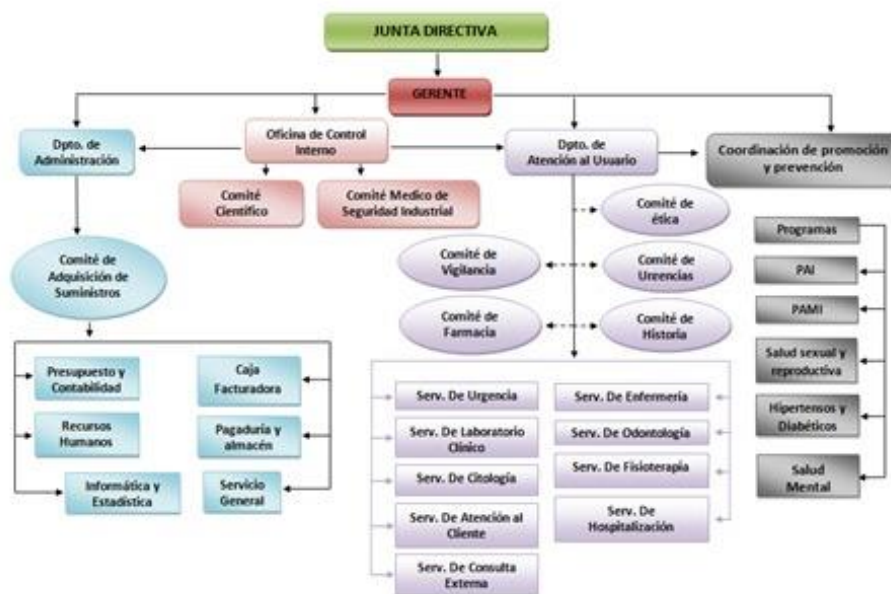 JUNTA DIRECTIVA
GERENTE
Dpto. de
Administración
Oficina de Control
Interno
Dpto. de
Atención al Usuario
Coordinación de promoción
y prevención
Comité
Científico
Comité Medico de
Seguridad Industrial
Comité de
Adquisición de
Suministros
Comité de
ética
Comité de
Vigilancia
Comité de
Urrencias
Comité de
Farmacia
Comité de
Historia
Programas
PAI
PAMI
Salud sexual y
reproductiva
Hipertensos y
Diabéticos
Salud
Mental
Presupuesto y
Contabilidad
Caja
Facturadora
Recursos
Humanos
Pagaduría y
almacén
Informática y
Estadística
Servicio
General
Serv. De Urgencia
Serv. De Laboratorio
Clínico
Serv. De Citología
Serv. De Atención al
Cliente
Serv. De Consulta
Externa
Serv. De Enfermería
Serv. De Odontología
Serv. De Fisioterapia
Serv. De
Hospitalización